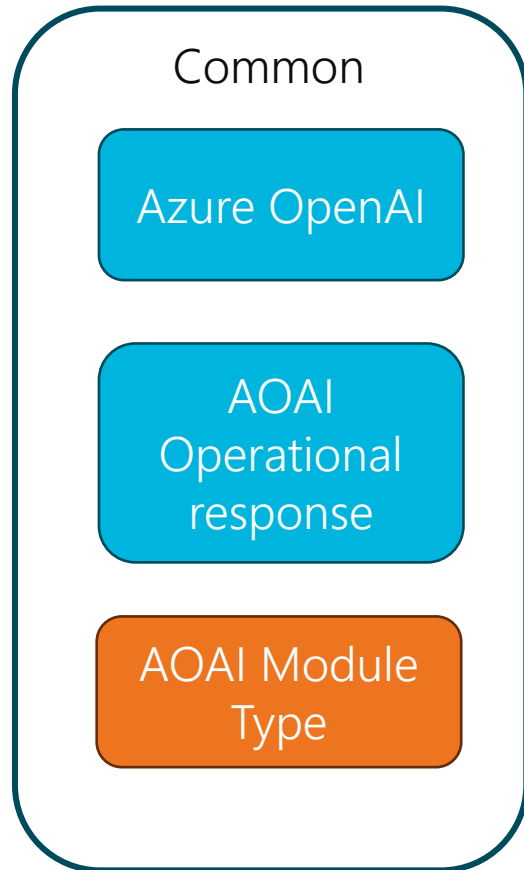 Common
Azure OpenAI
AOAI
Operational
response
AOAI Module
Type